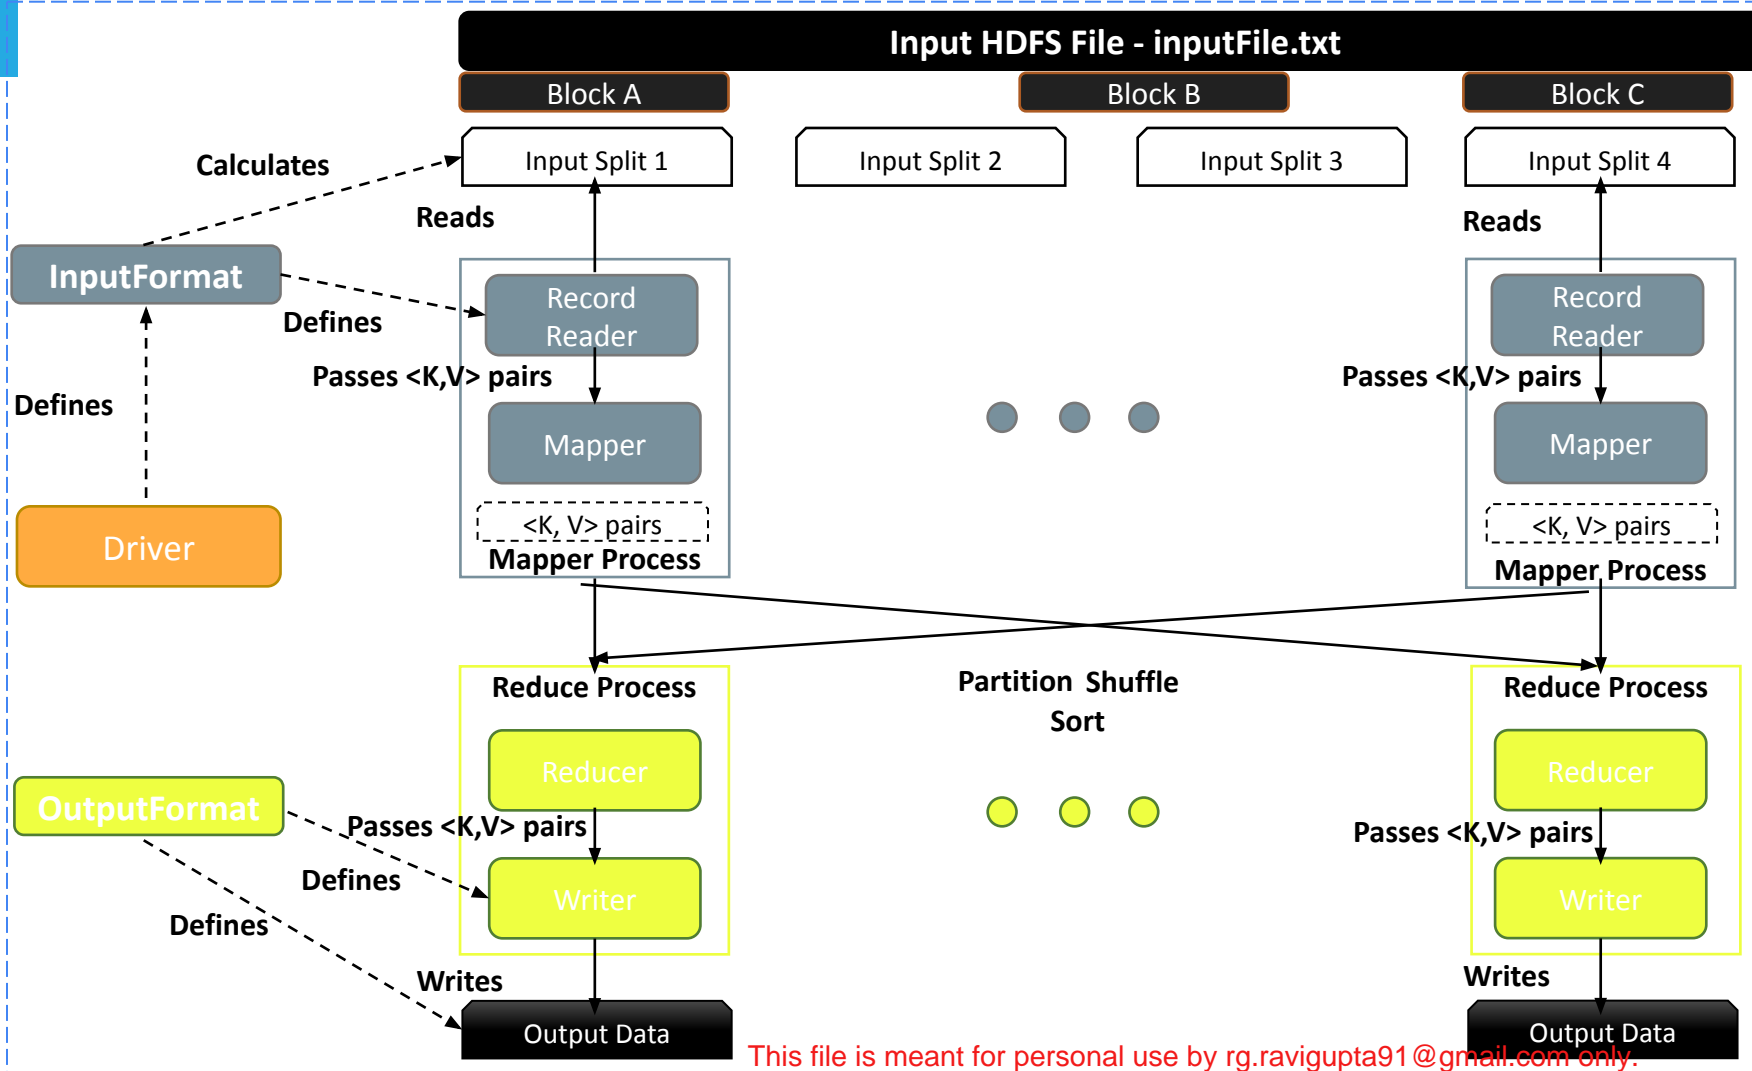 Input HDFS File - inputFile.txt
Block A
Block B
Block C
Input Split 1
Input Split 2
Input Split 3
Input Split 4
Calculates
Reads
Reads
InputFormat
Defines
Record
Reader
Record
Reader
Passes <K,V> pairs
Passes <K,V> pairs
Defines
Mapper
Mapper
Driver
<K, V> pairs
<K, V> pairs
Mapper Process
Mapper Process
Reduce Process
Partition Shuffle
Sort
Reduce Process
Reducer
Reducer
OutputFormat
Passes <K,V> pairs
Passes <K,V> pairs
Defines
Writer
Writer
Defines
Writes
Writes
Output Data
Output Data
This file is meant for personal use by rg.ravigupta91@gmail.com only.